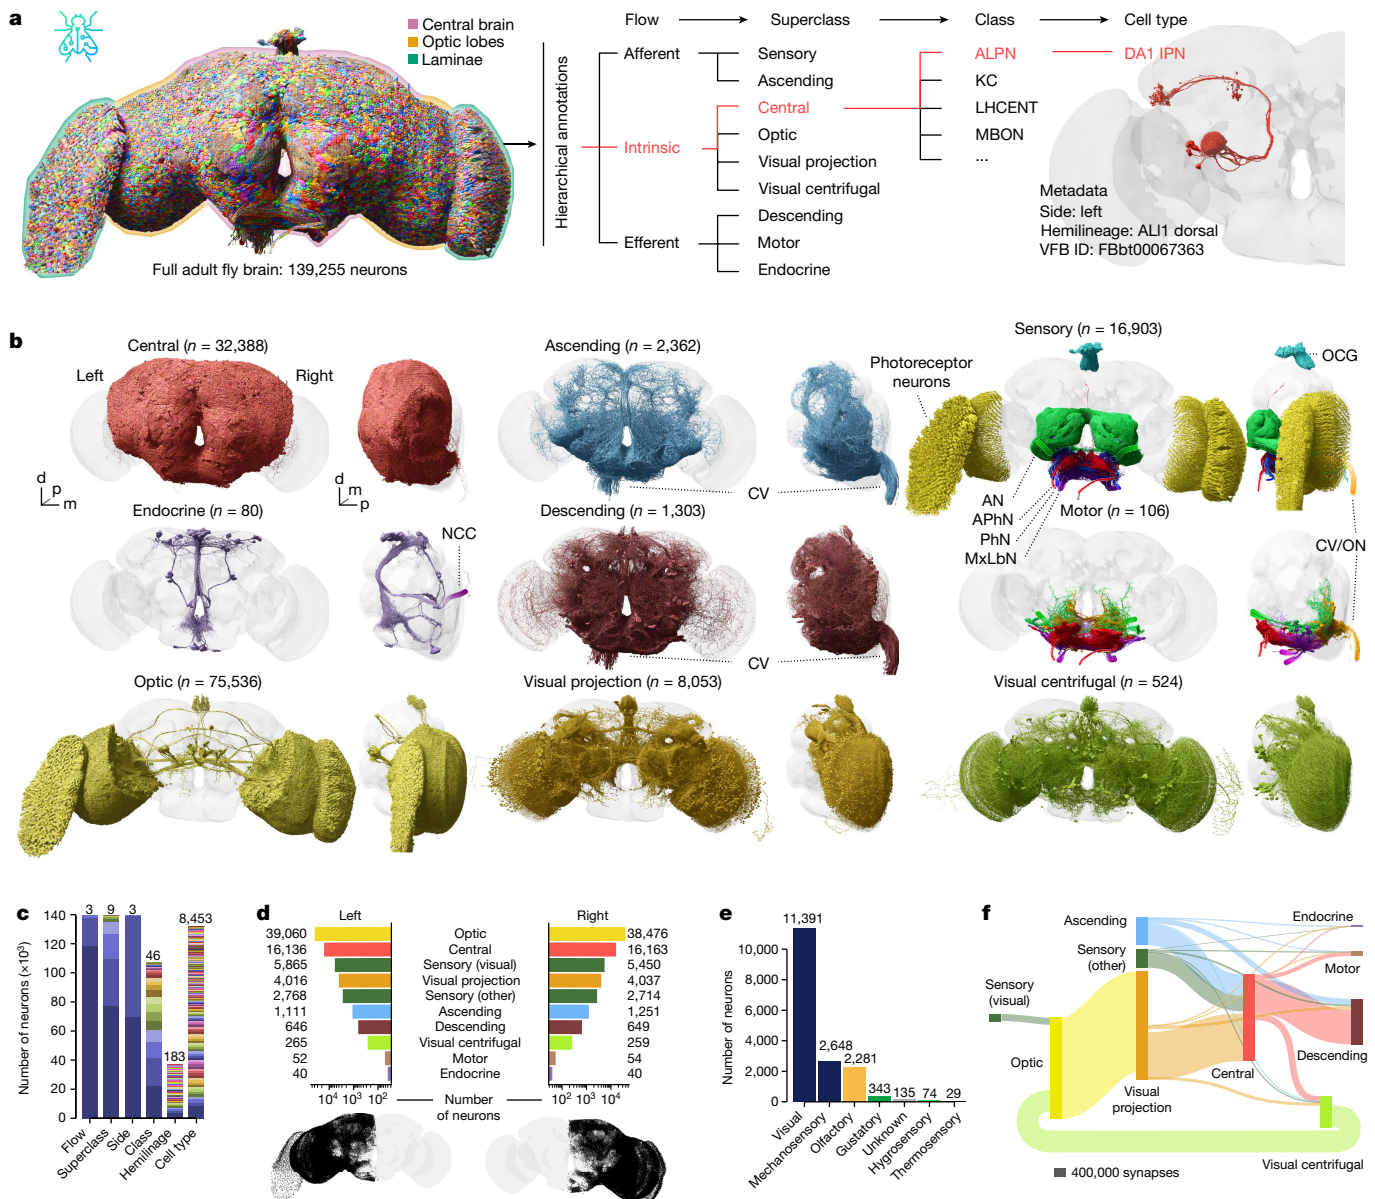 a
Central brain
Optic lobes
Laminae
Full adult fly brain: 139,255 neurons
Hierarchical annotations
Flow
Superclass
Class
Cell type
Afferent
Intrinsic
Efferent
Sensory
Ascending
Central
Optic
Visual projection
Visual centrifugal
Descending
Motor
Endocrine
ALPN
KC
LHCENT
MBON
...
DA1 lPN
Metadata
Side: left
Hemilineage: ALl1 dorsal
VFB ID: FBbt00067363
b
Central (n = 32,388)
Left
Right
d
p
m
d
m
p
Ascending (n = 2,362)
CV
Sensory (n = 16,903)
Photoreceptor
neurons
OCG
AN
APhN
PhN
MxLbN
Endocrine (n = 80)
NCC
Descending (n = 1,303)
CV
Motor (n = 106)
CV/ON
Optic (n = 75,536)
Visual projection (n = 8,053)
Visual centrifugal (n = 524)
c
Number of neurons (×10³)
140
120
100
80
60
40
20
0
3
9
3
46
183
8,453
Flow
Superclass
Side
Class
Hemilinage
Cell type
d
Left
Right
39,060 Optic 38,476
16,136 Central 16,163
5,865 Sensory (visual) 5,450
4,016 Visual projection 4,037
2,768 Sensory (other) 2,714
1,111 Ascending 1,251
646 Descending 649
265 Visual centrifugal 259
52 Motor 54
40 Endocrine 40
10⁴ 10³ 10²
Number
of neurons
10² 10³ 10⁴
e
Number of neurons
10,000
8,000
6,000
4,000
2,000
0
11,391
2,648
2,281
343
135
74
29
Visual
Mechanosensory
Olfactory
Gustatory
Unknown
Hygrosensory
Thermosensory
f
Ascending
Sensory
(other)
Sensory
(visual)
Optic
Visual
projection
Central
Endocrine
Motor
Descending
Visual centrifugal
400,000 synapses